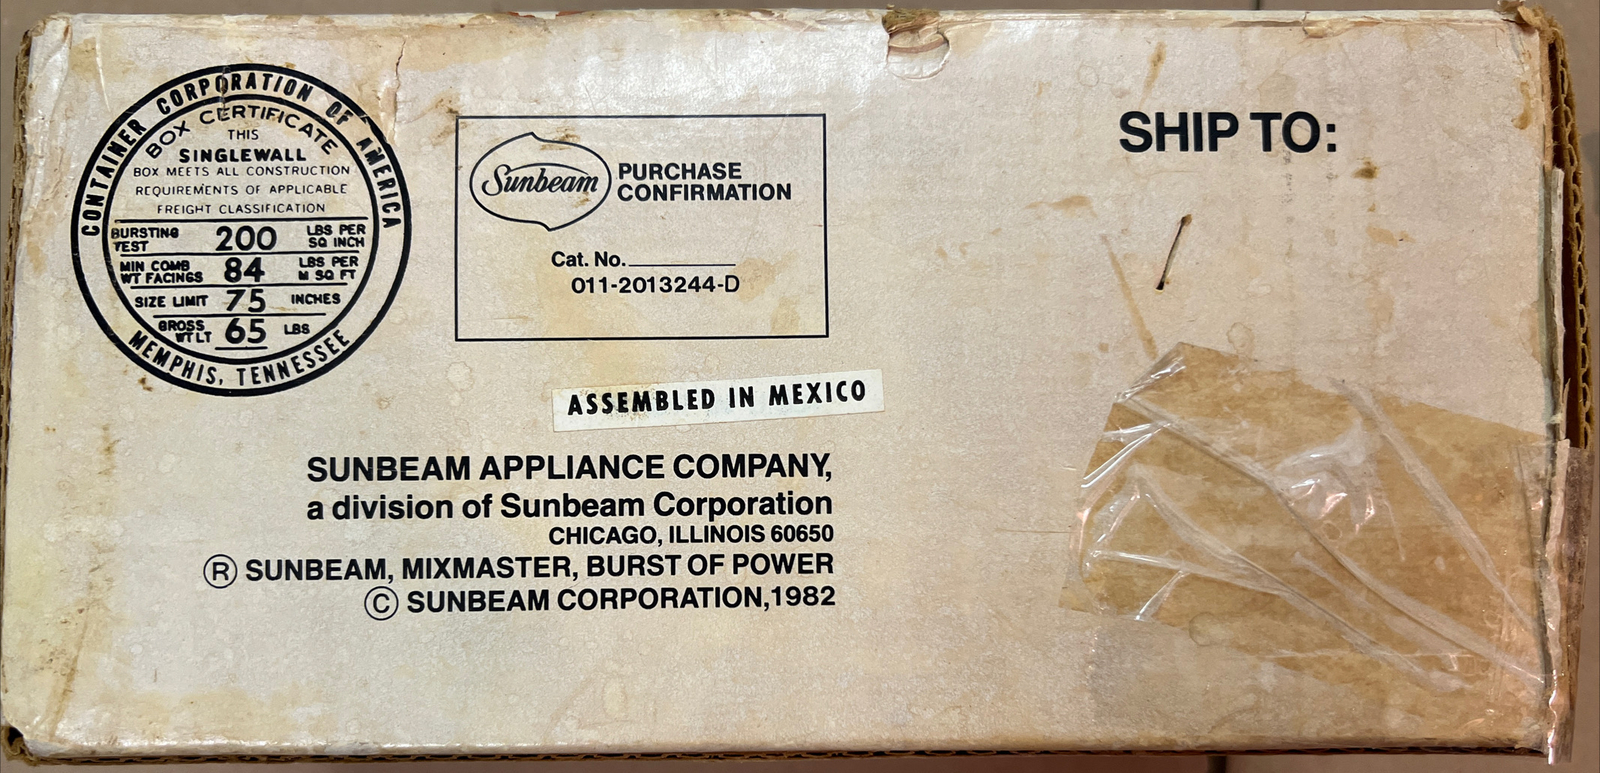 CONTAINER CORPORATION OF AMERICA
BOX CERTIFICATE
THIS
SINGLEWALL
BOX MEETS ALL CONSTRUCTION
REQUIREMENTS OF APPLICABLE
FREIGHT CLASSIFICATION
BURSTING TEST 200 LBS PER SQ INCH
MIN COMB WT FACINGS 84 LBS PER M SQ FT
SIZE LIMIT 75 INCHES
GROSS WT LT 65 LBS
MEMPHIS, TENNESSEE
Sunbeam
PURCHASE
CONFIRMATION
Cat. No.
011-2013244-D
SHIP TO:
ASSEMBLED IN MEXICO
SUNBEAM APPLIANCE COMPANY,
a division of Sunbeam Corporation
CHICAGO, ILLINOIS 60650
® SUNBEAM, MIXMASTER, BURST OF POWER
© SUNBEAM CORPORATION,1982